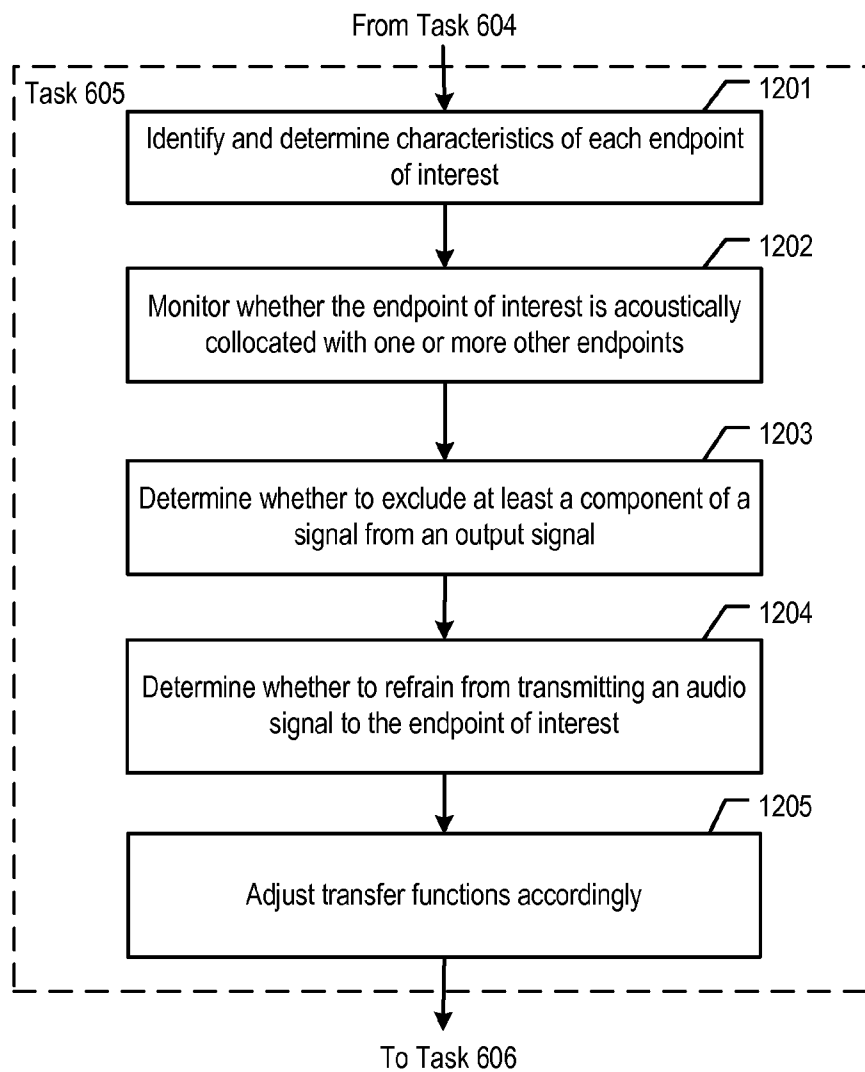 From Task 604
Task 605
1201
Identify and determine characteristics of each endpoint
of interest
1202
Monitor whether the endpoint of interest is acoustically
collocated with one or more other endpoints
1203
Determine whether to exclude at least a component of a
signal from an output signal
1204
Determine whether to refrain from transmitting an audio
signal to the endpoint of interest
1205
Adjust transfer functions accordingly
To Task 606